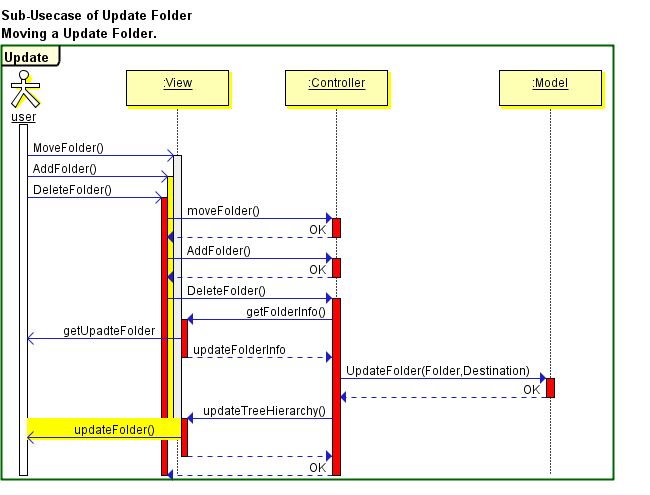 Sub-Usecase of Update Folder
Moving a Update Folder.
Update
user
:View
:Controller
:Model
MoveFolder()
AddFolder()
DeleteFolder()
moveFolder()
OK
AddFolder()
OK
DeleteFolder()
getFolderInfo()
getUpadteFolder
updateFolderInfo
UpdateFolder(Folder,Destination)
OK
updateTreeHierarchy()
updateFolder()
OK